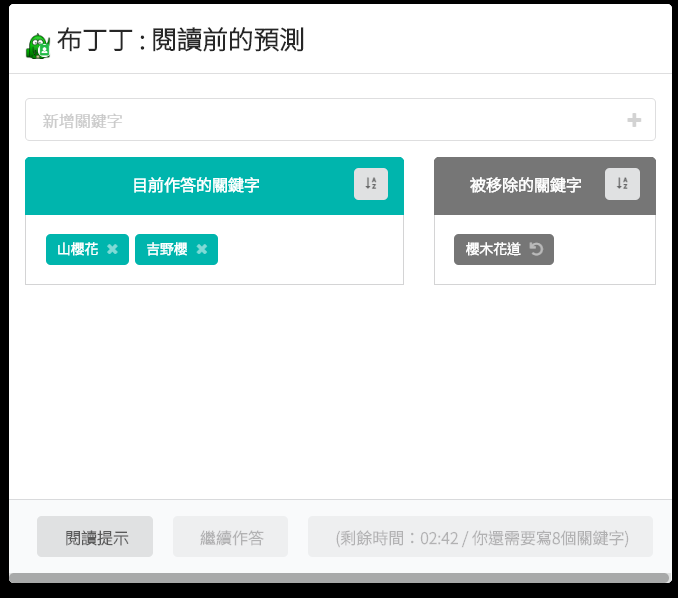 布丁丁 : 閱讀前的預測
新增關鍵字
目前作答的關鍵字
被移除的關鍵字
山櫻花
吉野櫻
櫻木花道
閱讀提示
繼續作答
(剩餘時間：02:42 / 你還需要寫8個關鍵字)